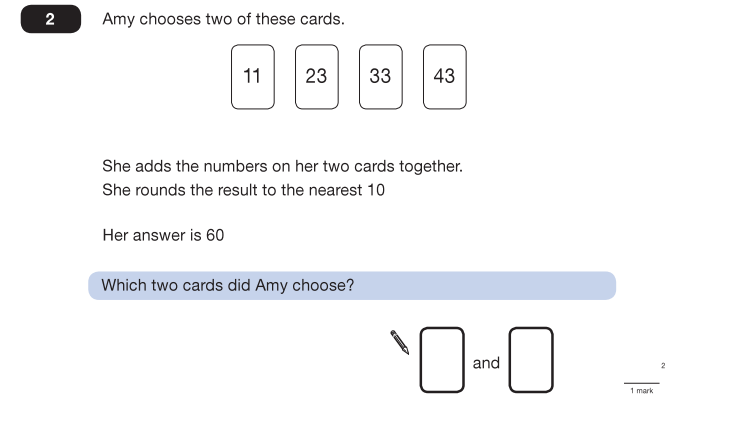 2 Amy chooses two of these cards.
11 23 33 43
She adds the numbers on her two cards together.
She rounds the result to the nearest 10
Her answer is 60
Which two cards did Amy choose?
and
2
1 mark